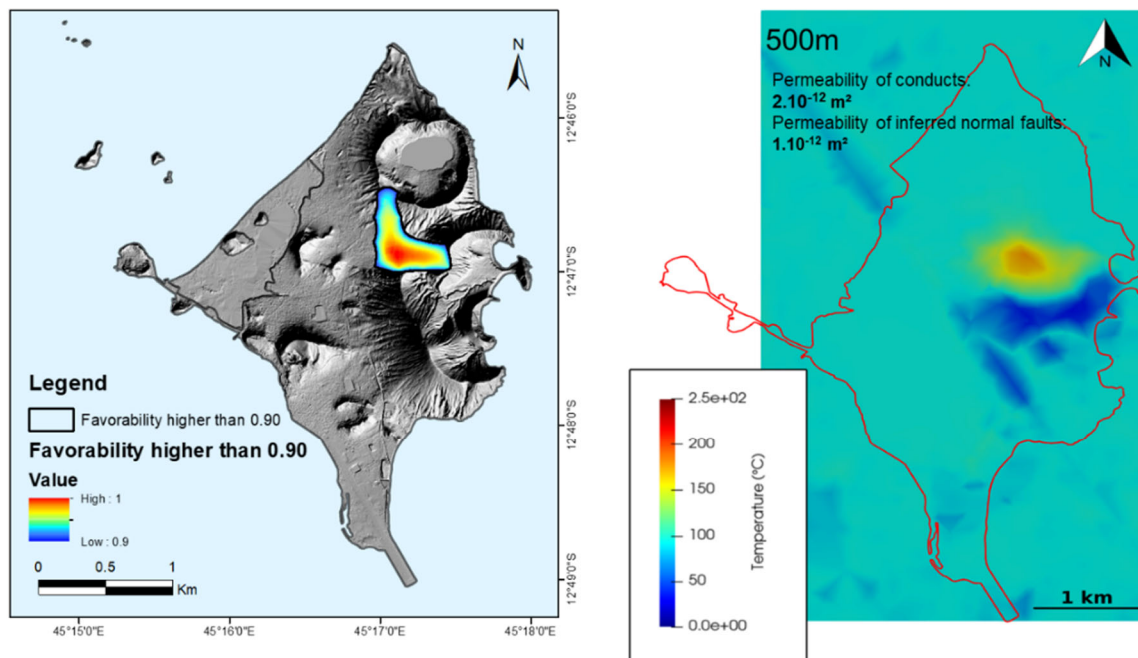 N
12°46'0"S
12°47'0"S
12°48'0"S
12°49'0"S
Legend
Favorability higher than 0.90
Favorability higher than 0.90
Value
High : 1
Low : 0.9
0 0.5 1
Km
45°15'0"E 45°16'0"E 45°17'0"E 45°18'0"E
500m
N
Permeability of conducts:
2.10-12 m²
Permeability of inferred normal faults:
1.10-12 m²
2.5e+02
200
150
100
50
0.0e+00
Temperature (°C)
1 km